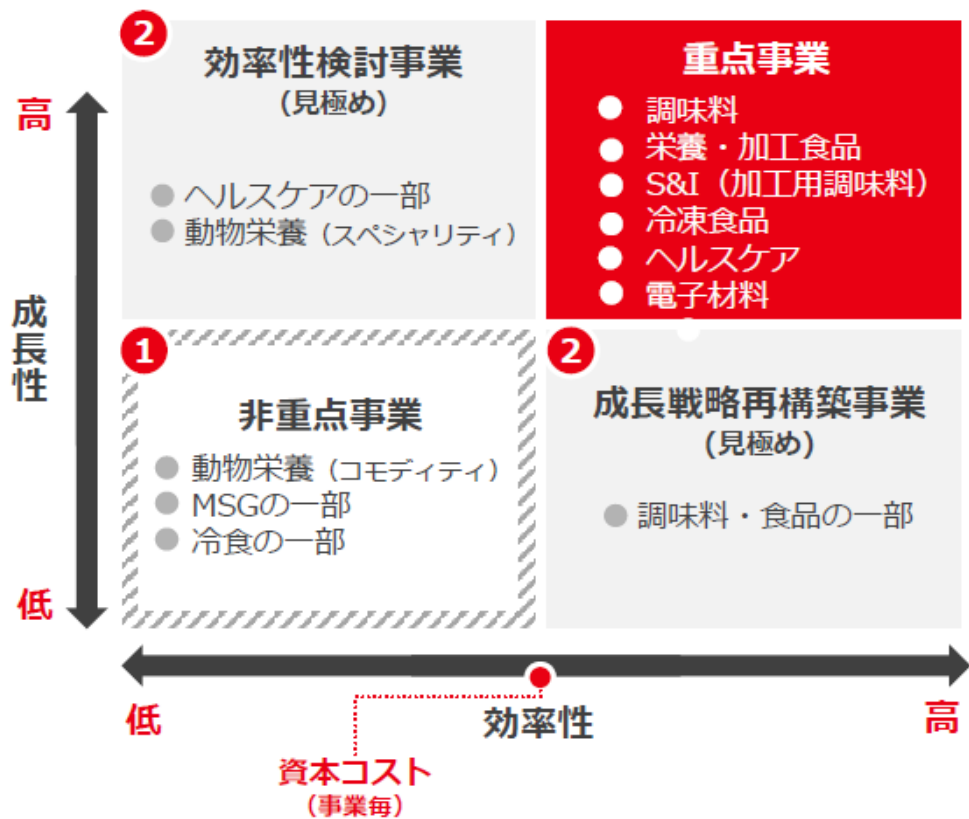 2
効率性検討事業
(見極め)
ヘルスケアの一部
動物栄養（スペシャリティ）
重点事業
調味料
栄養・加工食品
S&I（加工用調味料）
冷凍食品
ヘルスケア
電子材料
高
成長性
低
1
非重点事業
動物栄養（コモディティ）
MSGの一部
冷食の一部
2
成長戦略再構築事業
(見極め)
調味料・食品の一部
低
効率性
高
資本コスト
（事業毎）